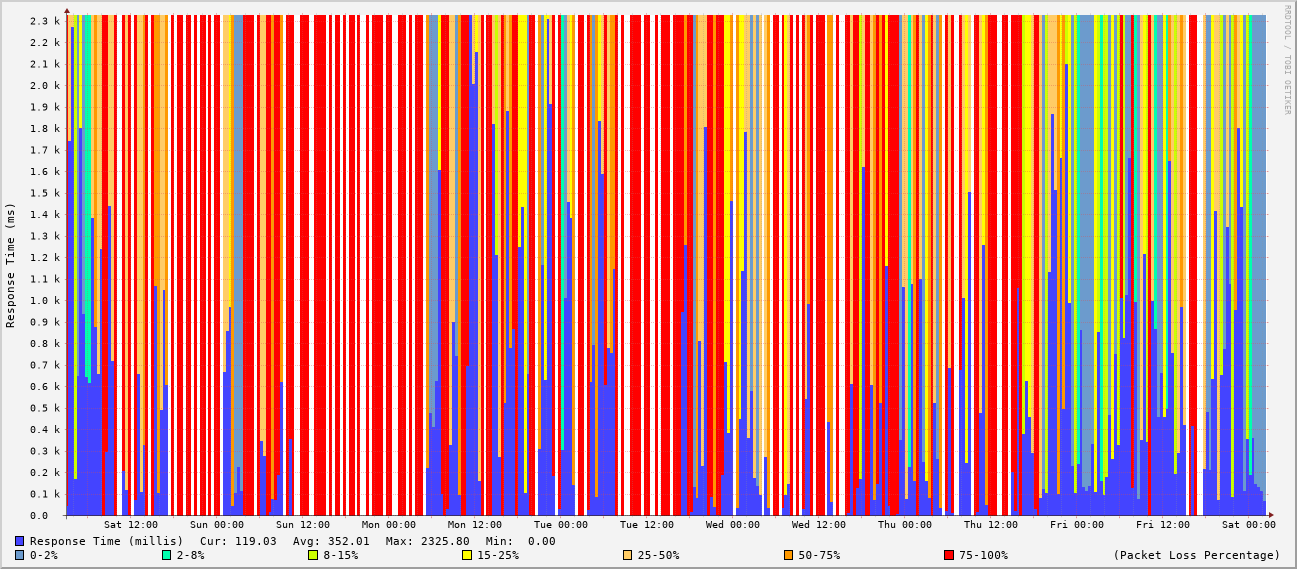 2.3 k
2.2 k
2.1 k
2.0 k
1.9 k
1.8 k
1.7 k
1.6 k
1.5 k
1.4 k
1.3 k
1.2 k
1.1 k
1.0 k
0.9 k
0.8 k
0.7 k
0.6 k
0.5 k
0.4 k
0.3 k
0.2 k
0.1 k
0.0
Response Time (ms)
RRDTOOL / TOBI OETIKER
Sat 12:00 Sun 00:00 Sun 12:00 Mon 00:00 Mon 12:00 Tue 00:00 Tue 12:00 Wed 00:00 Wed 12:00 Thu 00:00 Thu 12:00 Fri 00:00 Fri 12:00 Sat 00:00
Response Time (millis) Cur: 119.03 Avg: 352.01 Max: 2325.80 Min: 0.00
0-2% 2-8% 8-15% 15-25% 25-50% 50-75% 75-100% (Packet Loss Percentage)